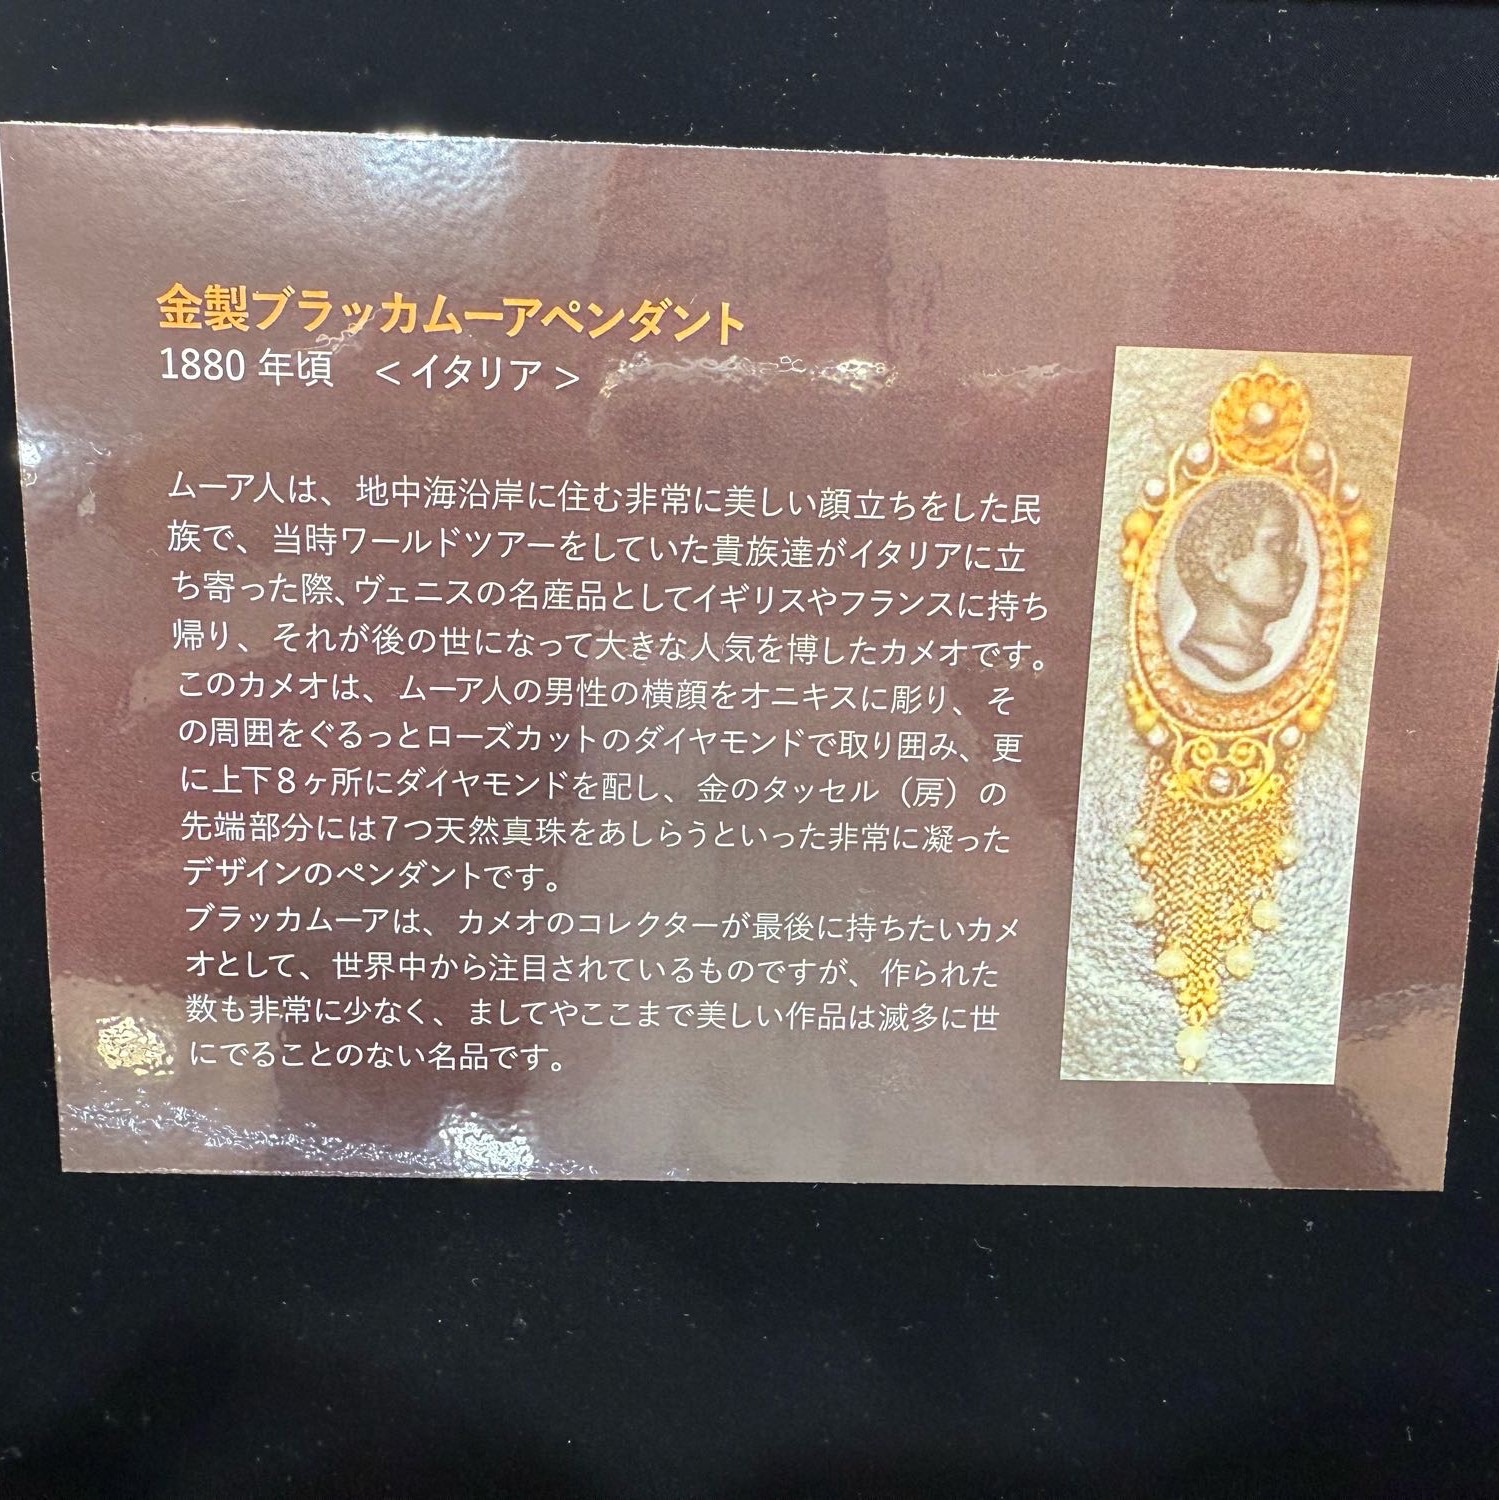 金製ブラッカムーアペンダント
1880 年頃 <イタリア>
ムーア人は、地中海沿岸に住む非常に美しい顔立ちをした民
族で、当時ワールドツアーをしていた貴族達がイタリアに立
ち寄った際、ヴェニスの名産品としてイギリスやフランスに持ち
帰り、それが後の世になって大きな人気を博したカメオです。
このカメオは、ムーア人の男性の横顔をオニキスに彫り、そ
の周囲をぐるっとローズカットのダイヤモンドで取り囲み、更
に上下8ヶ所にダイヤモンドを配し、金のタッセル（房）の
先端部分には7つ天然真珠をあしらうといった非常に凝った
デザインのペンダントです。
ブラッカムーアは、カメオのコレクターが最後に持ちたいカメ
オとして、世界中から注目されているものですが、作られた
数も非常に少なく、ましてやここまで美しい作品は滅多に世
にでることのない名品です。